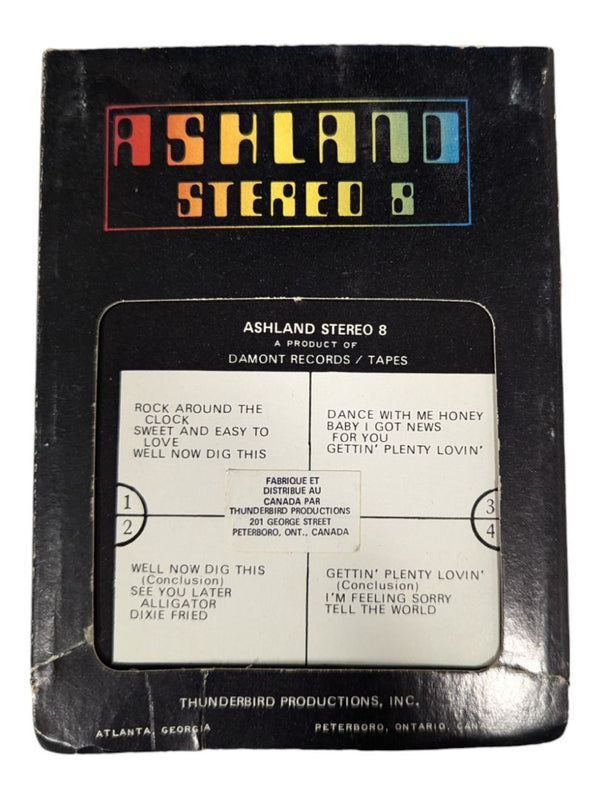 ASHLAND
STEREO 8
ASHLAND STEREO 8
A PRODUCT OF
DAMONT RECORDS / TAPES
ROCK AROUND THE
CLOCK
SWEET AND EASY TO
LOVE
WELL NOW DIG THIS
DANCE WITH ME HONEY
BABY I GOT NEWS
FOR YOU
GETTIN' PLENTY LOVIN'
1
2
FABRIQUE ET
DISTRIBUE AU
CANADA PAR
THUNDERBIRD PRODUCTIONS
201 GEORGE STREET
PETERBORO, ONT., CANADA
3
4
WELL NOW DIG THIS
(Conclusion)
SEE YOU LATER
ALLIGATOR
DIXIE FRIED
GETTIN' PLENTY LOVIN'
(Conclusion)
I'M FEELING SORRY
TELL THE WORLD
THUNDERBIRD PRODUCTIONS, INC.
ATLANTA, GEORGIA
PETERBORO, ONTARIO,